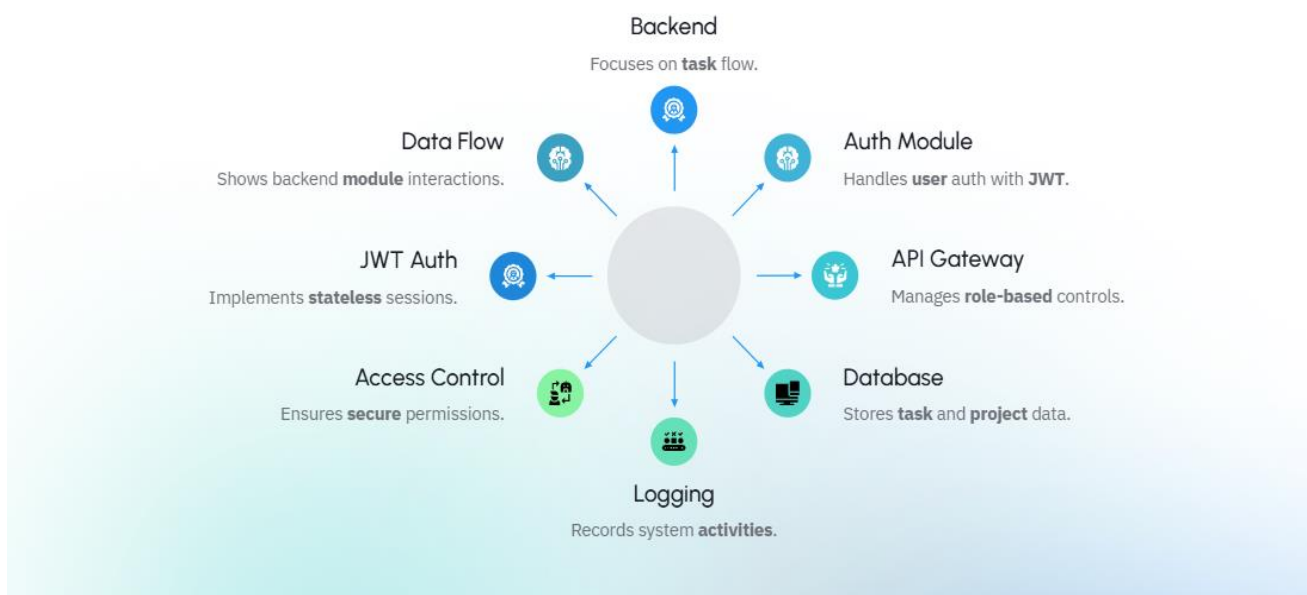 Backend
Focuses on task flow.
Data Flow
Shows backend module interactions.
Auth Module
Handles user auth with JWT.
JWT Auth
Implements stateless sessions.
API Gateway
Manages role-based controls.
Access Control
Ensures secure permissions.
Database
Stores task and project data.
Logging
Records system activities.